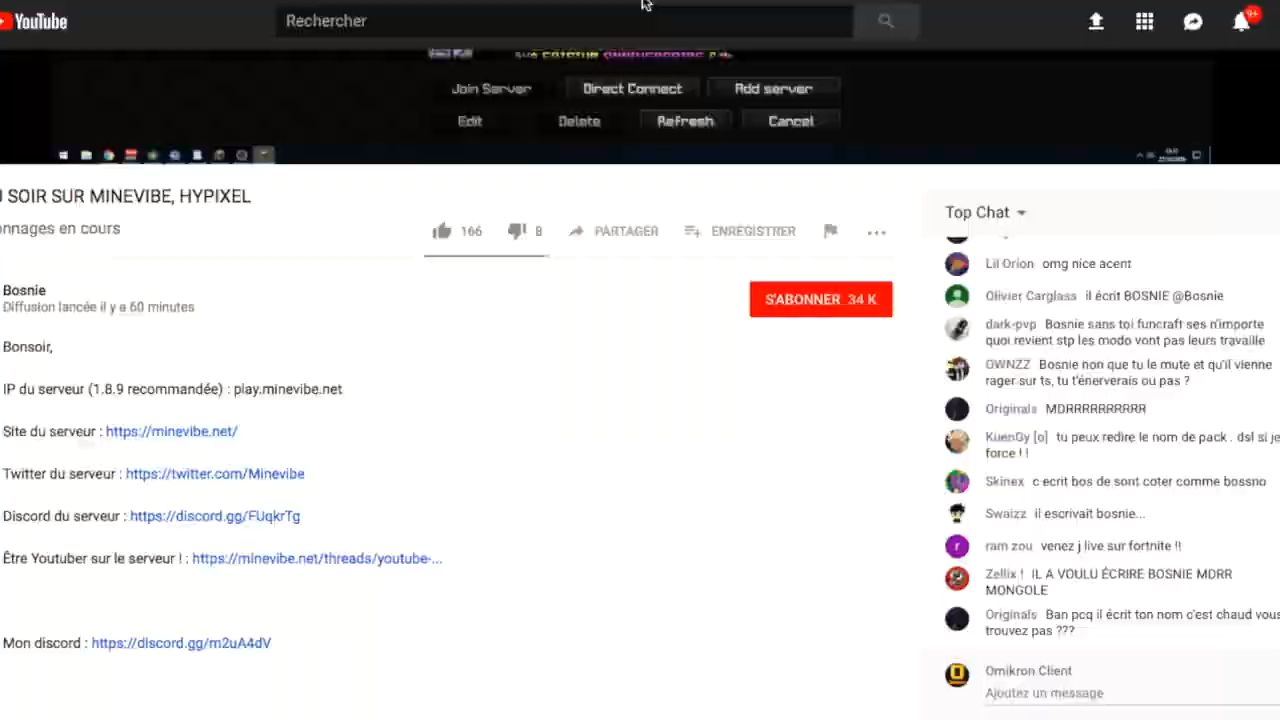 YouTube
Rechercher
9+
Join Server Direct Connect Add server
Edit Delete Refresh Cancel
SOIR SUR MINEVIBE, HYPIXEL
onnages en cours
166 8 PARTAGER ENREGISTRER
Bosnie
Diffusion lancée il y a 60 minutes
S'ABONNER 34 K
Bonsoir,
IP du serveur (1.8.9 recommandée) : play.minevibe.net
Site du serveur : https://minevibe.net/
Twitter du serveur : https://twitter.com/Minevibe
Discord du serveur : https://discord.gg/FUqkrTg
Être Youtuber sur le serveur ! : https://minevibe.net/threads/youtube-...
Mon discord : https://discord.gg/m2uA4dV
Top Chat
Lil Orion omg nice acent
Olivier Carglass il écrit BOSNIE @Bosnie
dark-pvp Bosnie sans toi funcraft ses n'importe
quoi revient stp les modo vont pas leurs travaille
OWNZZ Bosnie non que tu le mute et qu'il vienne
rager sur ts, tu t'énerverais ou pas ?
Originals MDRRRRRRRRRR
KuenGy [o] tu peux redire le nom de pack . dsl si je
force ! !
Skinex c ecrit bos de sont coter comme bossno
Swaizz il escrivait bosnie...
ram zou venez j live sur fortnite !!
Zellix ! IL A VOULU ÉCRIRE BOSNIE MDRR
MONGOLE
Originals Ban pcq il écrit ton nom c'est chaud vous
trouvez pas ???
Omikron Client
Ajoutez un message